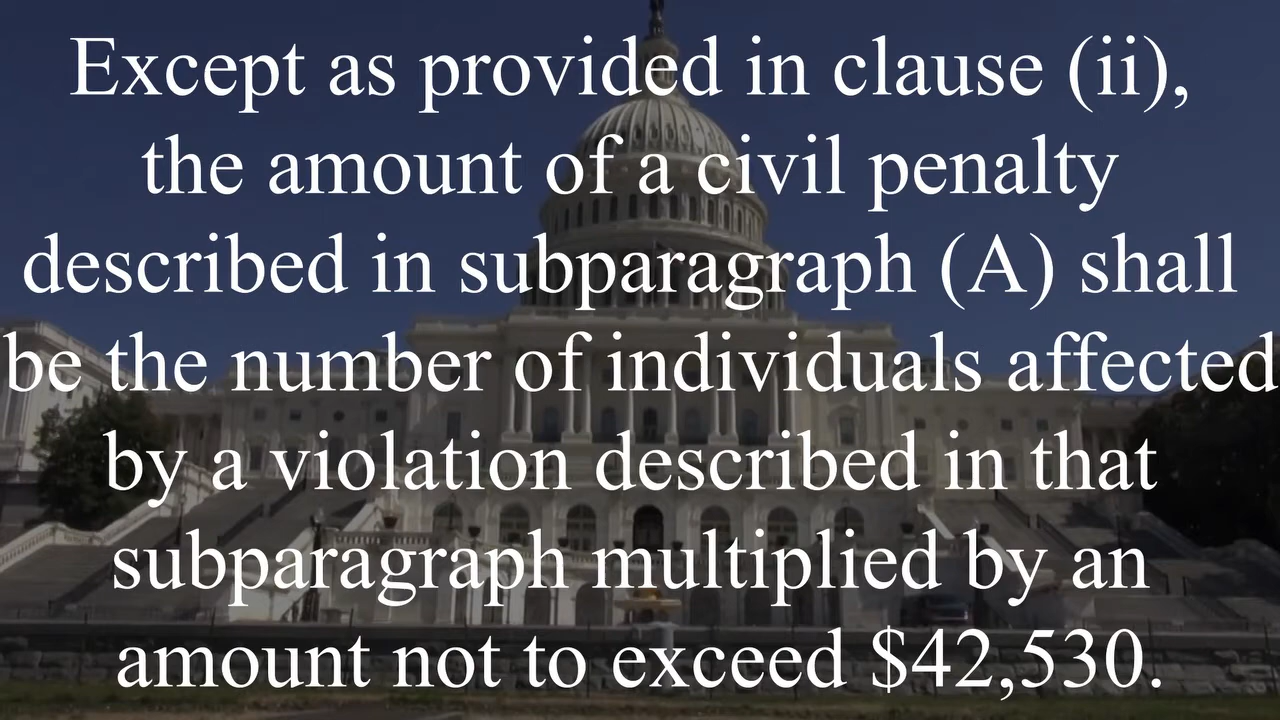 Except as provided in clause (ii),
the amount of a civil penalty
described in subparagraph (A) shall
be the number of individuals affected
by a violation described in that
subparagraph multiplied by an
amount not to exceed $42,530.